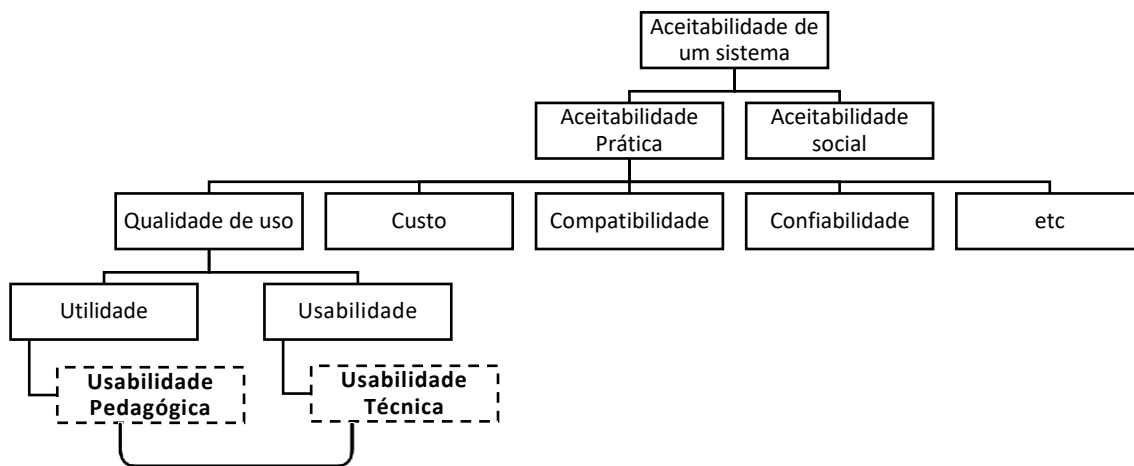 Aceitabilidade de
um sistema
Aceitabilidade
Prática
Aceitabilidade
social
Qualidade de uso
Custo
Compatibilidade
Confiabilidade
etc
Utilidade
Usabilidade
Usabilidade
Pedagógica
Usabilidade
Técnica